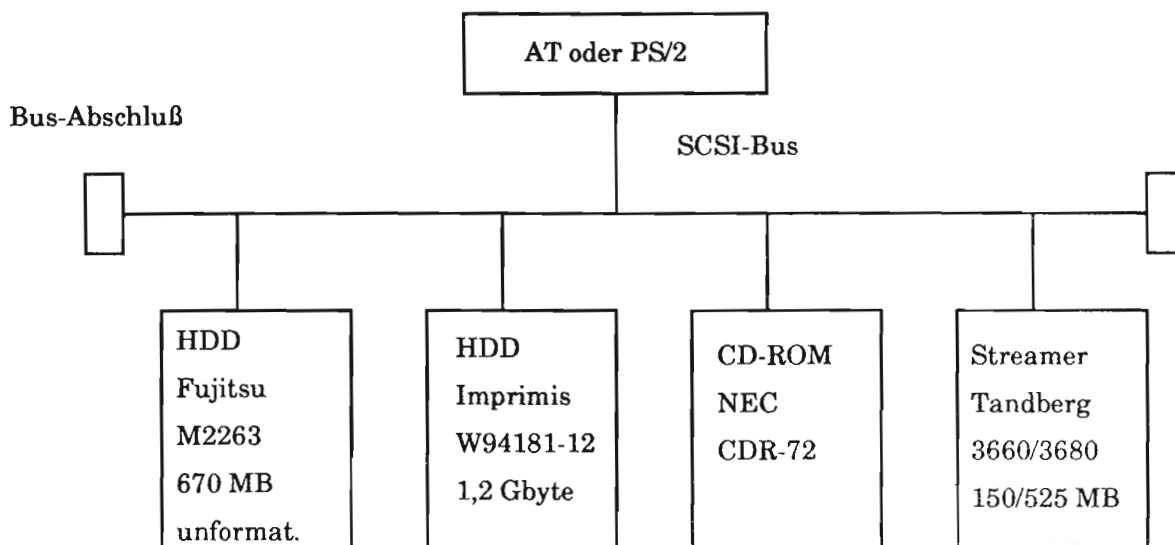 AT oder PS/2
Bus-Abschluß
SCSI-Bus
HDD
Fujitsu
M2263
670 MB
unformat.
HDD
Imprimis
W94181-12
1,2 Gbyte
CD-ROM
NEC
CDR-72
Streamer
Tandberg
3660/3680
150/525 MB